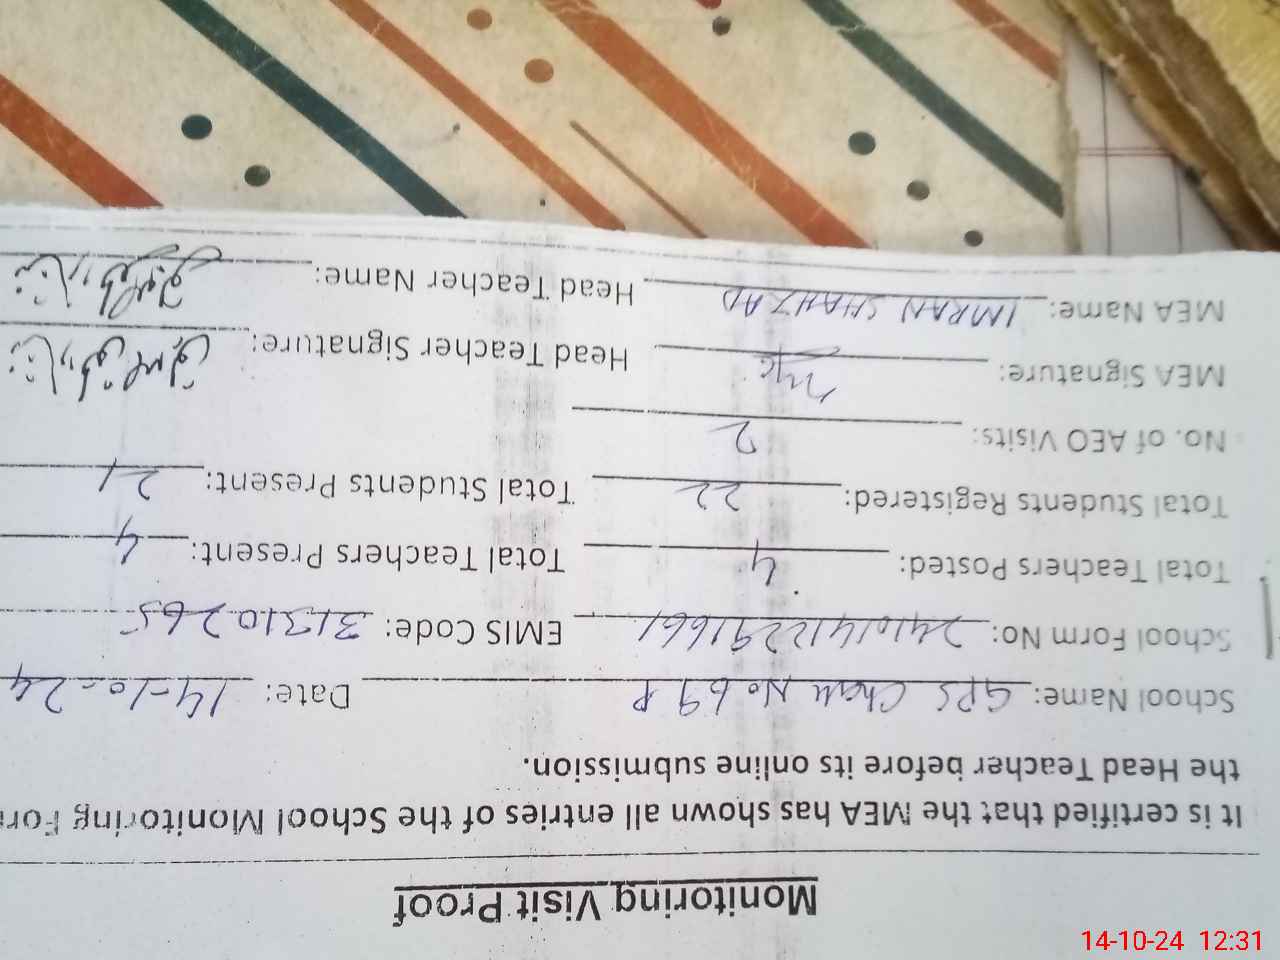 Monitoring Visit Proof
It is certified that the MEA has shown all entries of the School Monitoring For
the Head Teacher before its online submission.
School Name: GPS Chak No 69 P Date: 14-10-24
School Form No: 241014122291661 EMIS Code: 31310265
Total Teachers Posted: 4 Total Teachers Present: 4
Total Students Registered: 22 Total Students Present: 21
No. of AEO Visits: 2
MEA Signature: Head Teacher Signature:
MEA Name: IMRAN SHAHZAD Head Teacher Name:
14-10-24 12:31